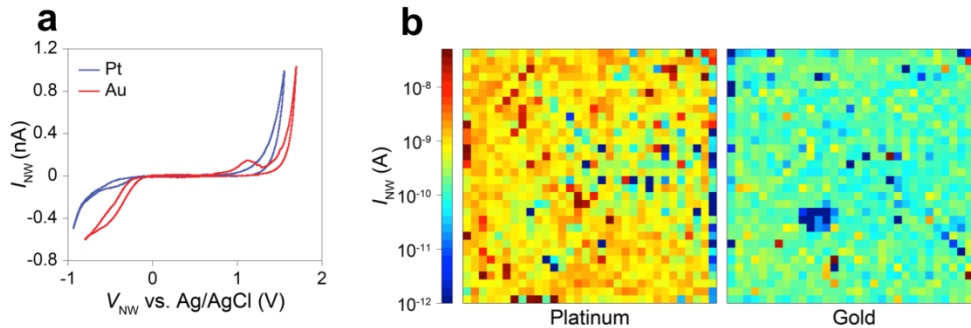 a
1.2
0.8
0.4
0
-0.4
-0.8
I_NW (nA)
Pt
Au
-1
0
1
2
V_NW vs. Ag/AgCl (V)
b
10⁻⁸
10⁻⁹
10⁻¹⁰
10⁻¹¹
10⁻¹²
I_NW (A)
Platinum
Gold